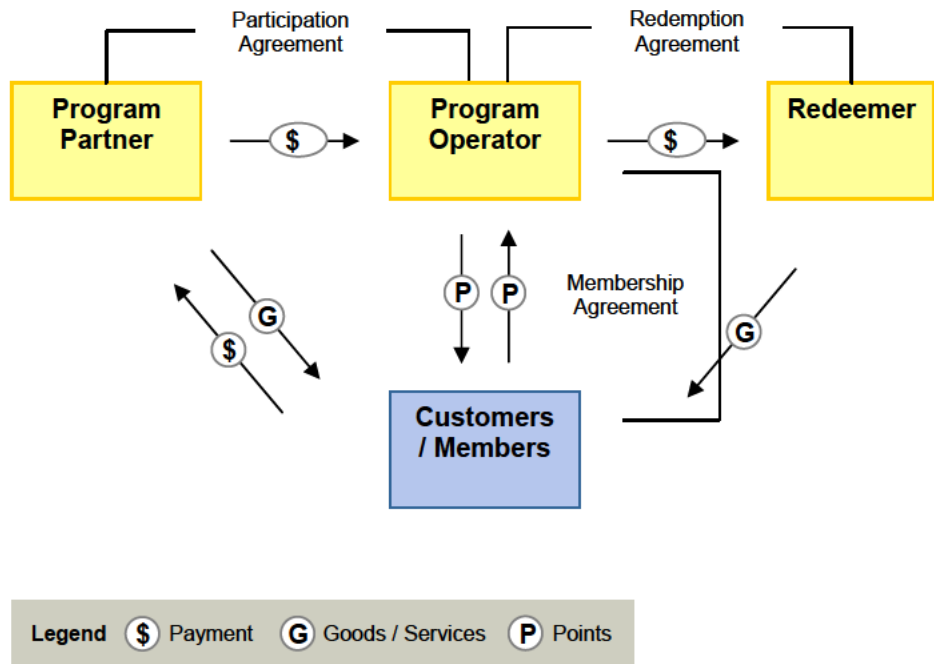 Participation
Agreement
Redemption
Agreement
Program
Partner
$
Program
Operator
$
Redeemer
G
$
P
P
Membership
Agreement
G
Customers
/ Members
Legend $ Payment G Goods / Services P Points